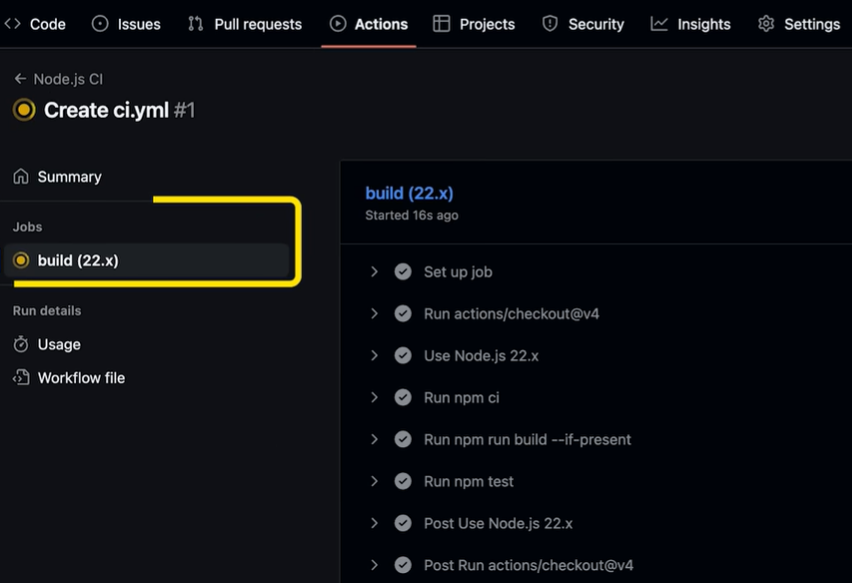 Code Issues Pull requests Actions Projects Security Insights Settings
Node.js CI
Create ci.yml #1
Summary
Jobs
build (22.x)
Run details
Usage
Workflow file
build (22.x)
Started 16s ago
Set up job
Run actions/checkout@v4
Use Node.js 22.x
Run npm ci
Run npm run build --if-present
Run npm test
Post Use Node.js 22.x
Post Run actions/checkout@v4